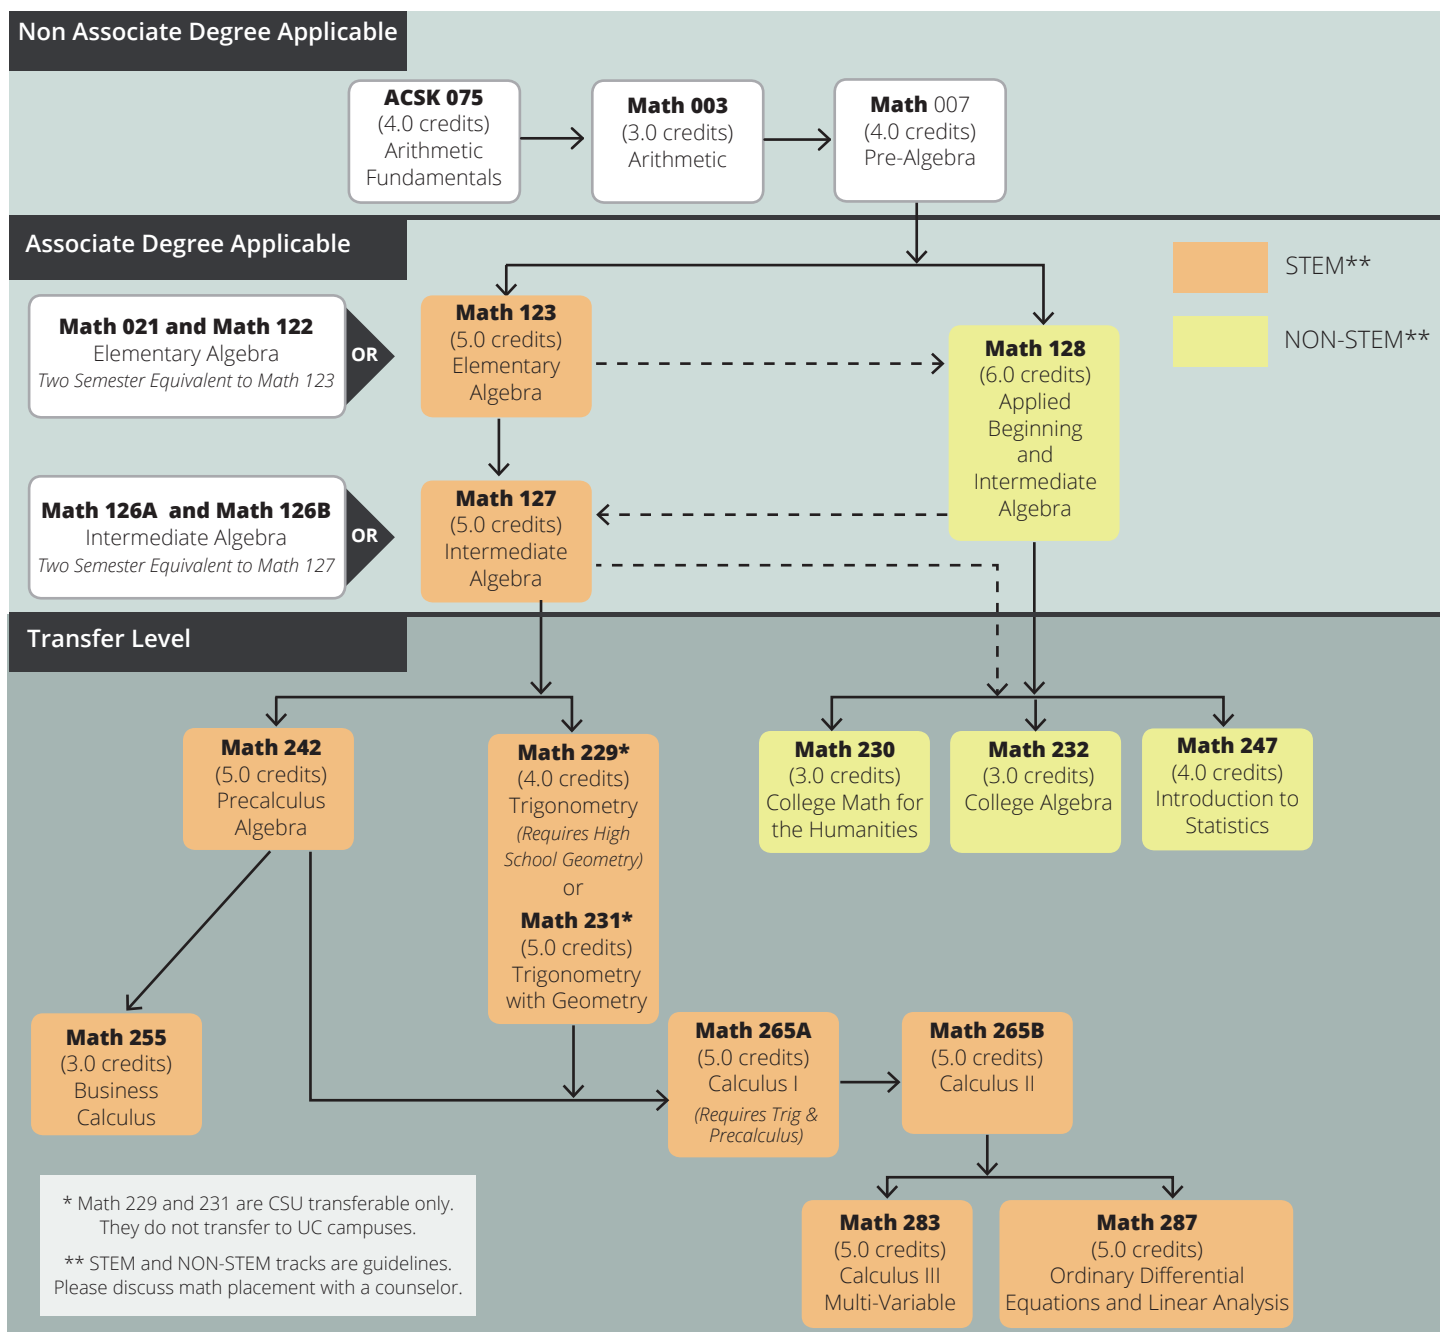 Non Associate Degree Applicable
ACSK 075
(4.0 credits)
Arithmetic
Fundamentals
Math 003
(3.0 credits)
Arithmetic
Math 007
(4.0 credits)
Pre-Algebra
Associate Degree Applicable
STEM**
NON-STEM**
Math 021 and Math 122
Elementary Algebra
Two Semester Equivalent to Math 123
OR
Math 123
(5.0 credits)
Elementary
Algebra
Math 128
(6.0 credits)
Applied
Beginning
and
Intermediate
Algebra
Math 126A and Math 126B
Intermediate Algebra
Two Semester Equivalent to Math 127
OR
Math 127
(5.0 credits)
Intermediate
Algebra
Transfer Level
Math 242
(5.0 credits)
Precalculus
Algebra
Math 229*
(4.0 credits)
Trigonometry
(Requires High
School Geometry)
or
Math 231*
(5.0 credits)
Trigonometry
with Geometry
Math 230
(3.0 credits)
College Math for
the Humanities
Math 232
(3.0 credits)
College Algebra
Math 247
(4.0 credits)
Introduction to
Statistics
Math 255
(3.0 credits)
Business
Calculus
Math 265A
(5.0 credits)
Calculus I
(Requires Trig &
Precalculus)
Math 265B
(5.0 credits)
Calculus II
Math 283
(5.0 credits)
Calculus III
Multi-Variable
Math 287
(5.0 credits)
Ordinary Differential
Equations and Linear Analysis
* Math 229 and 231 are CSU transferable only.
They do not transfer to UC campuses.
** STEM and NON-STEM tracks are guidelines.
Please discuss math placement with a counselor.